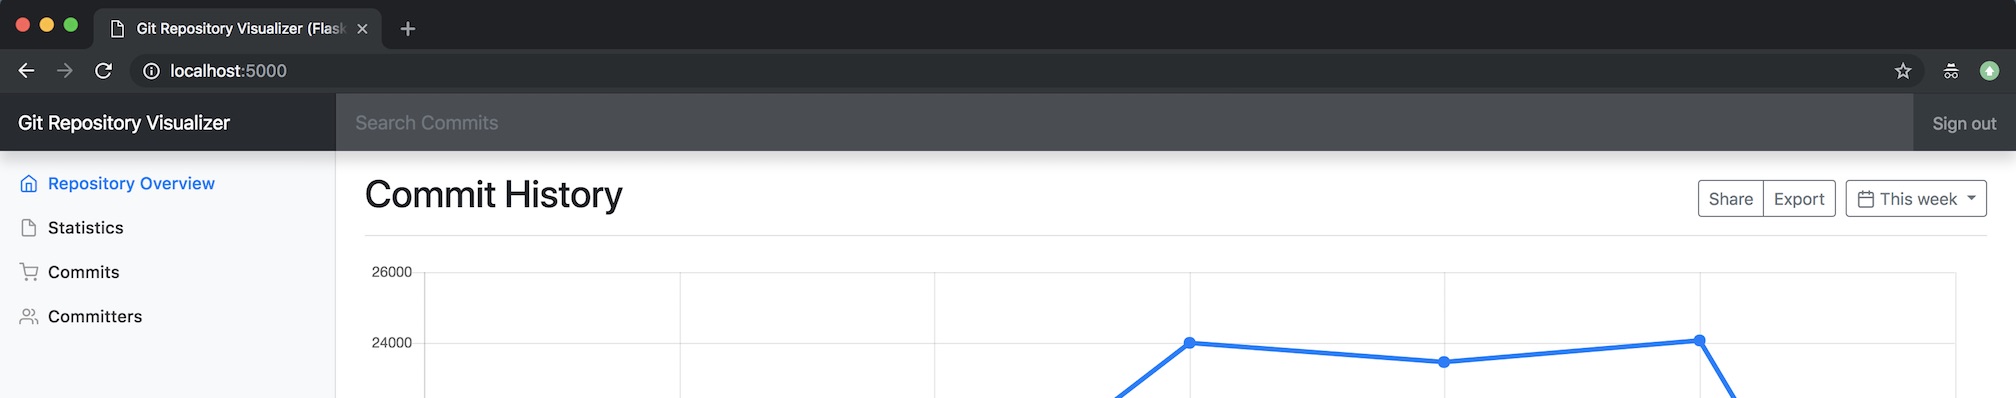 Git Repository Visualizer (Flask
localhost:5000
Git Repository Visualizer
Search Commits
Sign out
Repository Overview
Statistics
Commits
Committers
Commit History
Share
Export
This week
26000
24000